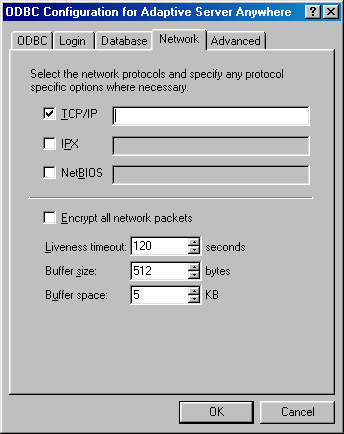 ODBC Configuration for Adaptive Server Anywhere
ODBC Login Database Network Advanced
Select the network protocols and specify any protocol
specific options where necessary.
TCP/IP
IPX
NetBIOS
Encrypt all network packets
Liveness timeout: 120 seconds
Buffer size: 512 bytes
Buffer space: 5 KB
OK Cancel